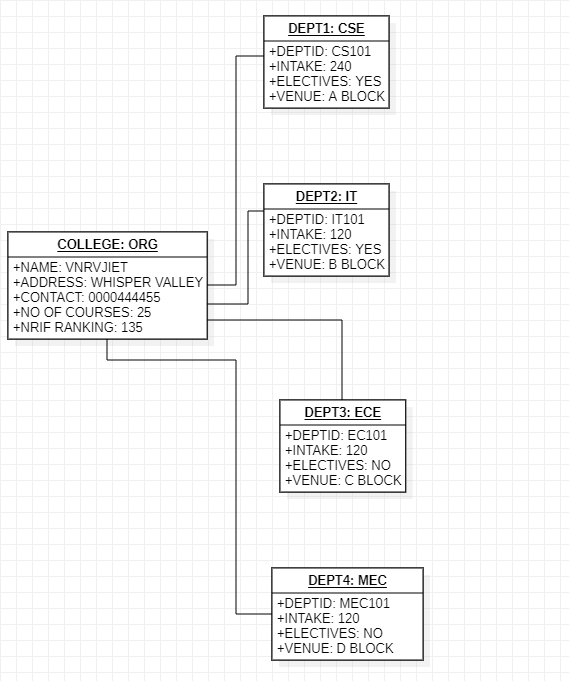 DEPT1: CSE
+DEPTID: CS101
+INTAKE: 240
+ELECTIVES: YES
+VENUE: A BLOCK
DEPT2: IT
+DEPTID: IT101
+INTAKE: 120
+ELECTIVES: YES
+VENUE: B BLOCK
COLLEGE: ORG
+NAME: VNRVJIET
+ADDRESS: WHISPER VALLEY
+CONTACT: 0000444455
+NO OF COURSES: 25
+NRIF RANKING: 135
DEPT3: ECE
+DEPTID: EC101
+INTAKE: 120
+ELECTIVES: NO
+VENUE: C BLOCK
DEPT4: MEC
+DEPTID: MEC101
+INTAKE: 120
+ELECTIVES: NO
+VENUE: D BLOCK